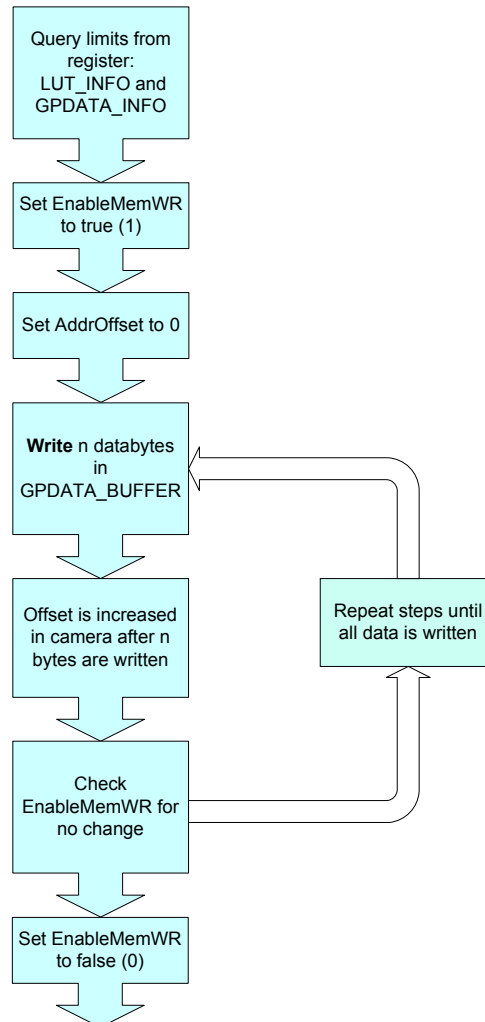 Query limits from
register:
LUT_INFO and
GPDATA_INFO
Set EnableMemWR
to true (1)
Set AddrOffset to 0
Write n databytes
in
GPDATA_BUFFER
Offset is increased
in camera after n
bytes are written
Repeat steps until
all data is written
Check
EnableMemWR for
no change
Set EnableMemWR
to false (0)